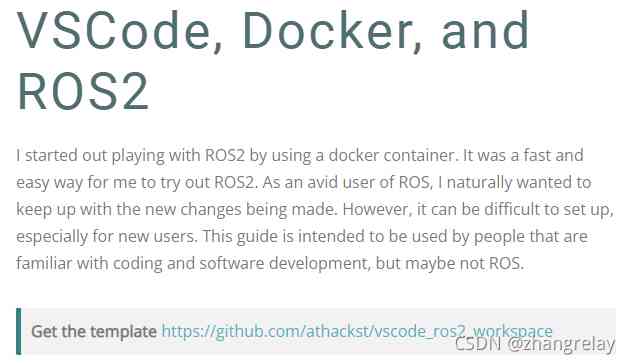 VSCode, Docker, and
ROS2
I started out playing with ROS2 by using a docker container. It was a fast and
easy way for me to try out ROS2. As an avid user of ROS, I naturally wanted to
keep up with the new changes being made. However, it can be difficult to set up,
especially for new users. This guide is intended to be used by people that are
familiar with coding and software development, but maybe not ROS.
Get the template https://github.com/athackst/vscode_ros2_workspace
CSDN @zhangrelay